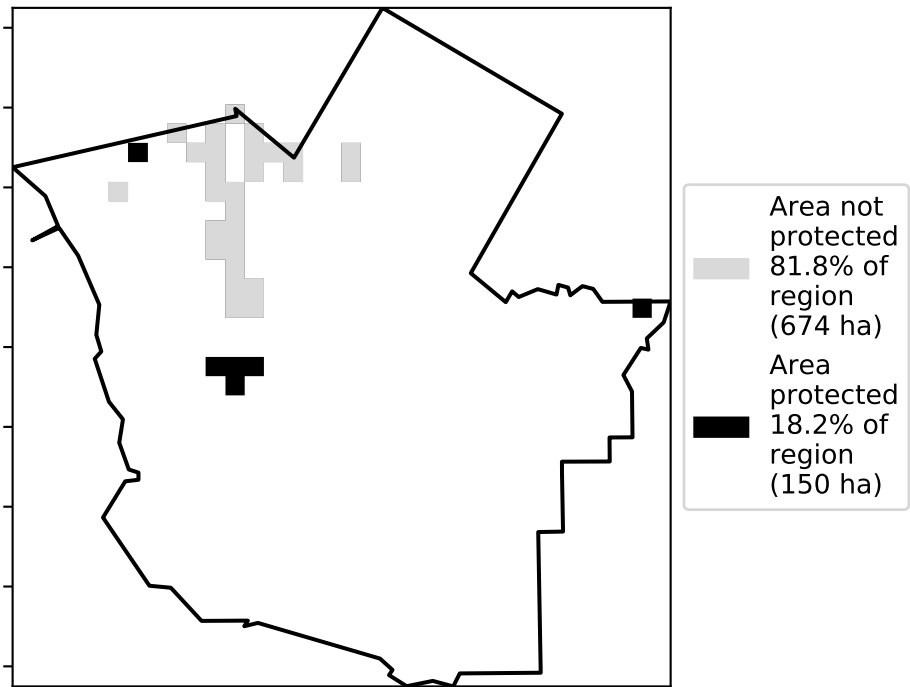 Area not
protected
81.8% of
region
(674 ha)
Area
protected
18.2% of
region
(150 ha)